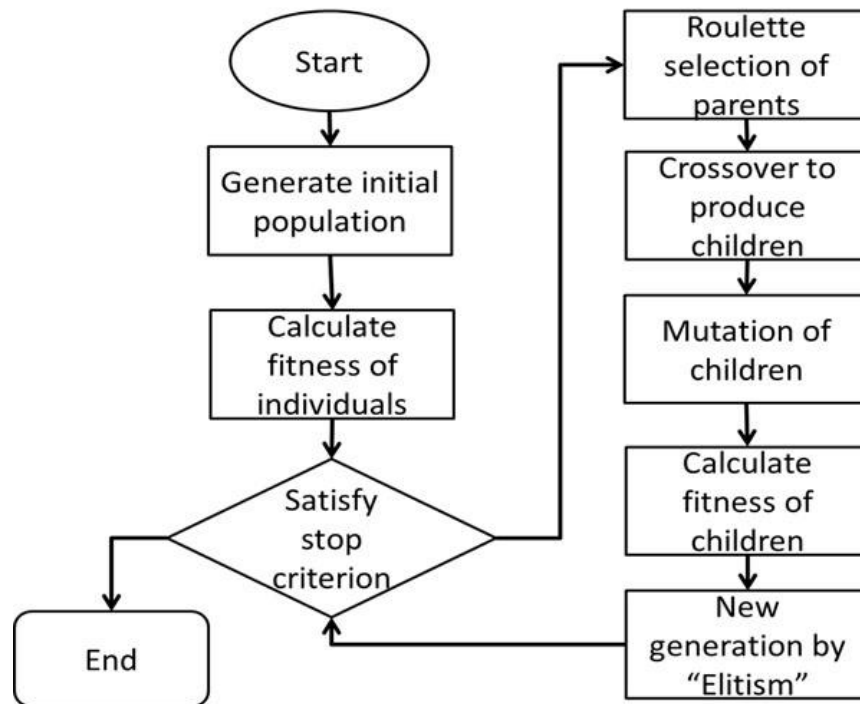 Start
Generate initial
population
Calculate
fitness of
individuals
Satisfy
stop
criterion
End
Roulette
selection of
parents
Crossover to
produce
children
Mutation of
children
Calculate
fitness of
children
New
generation by
“Elitism”